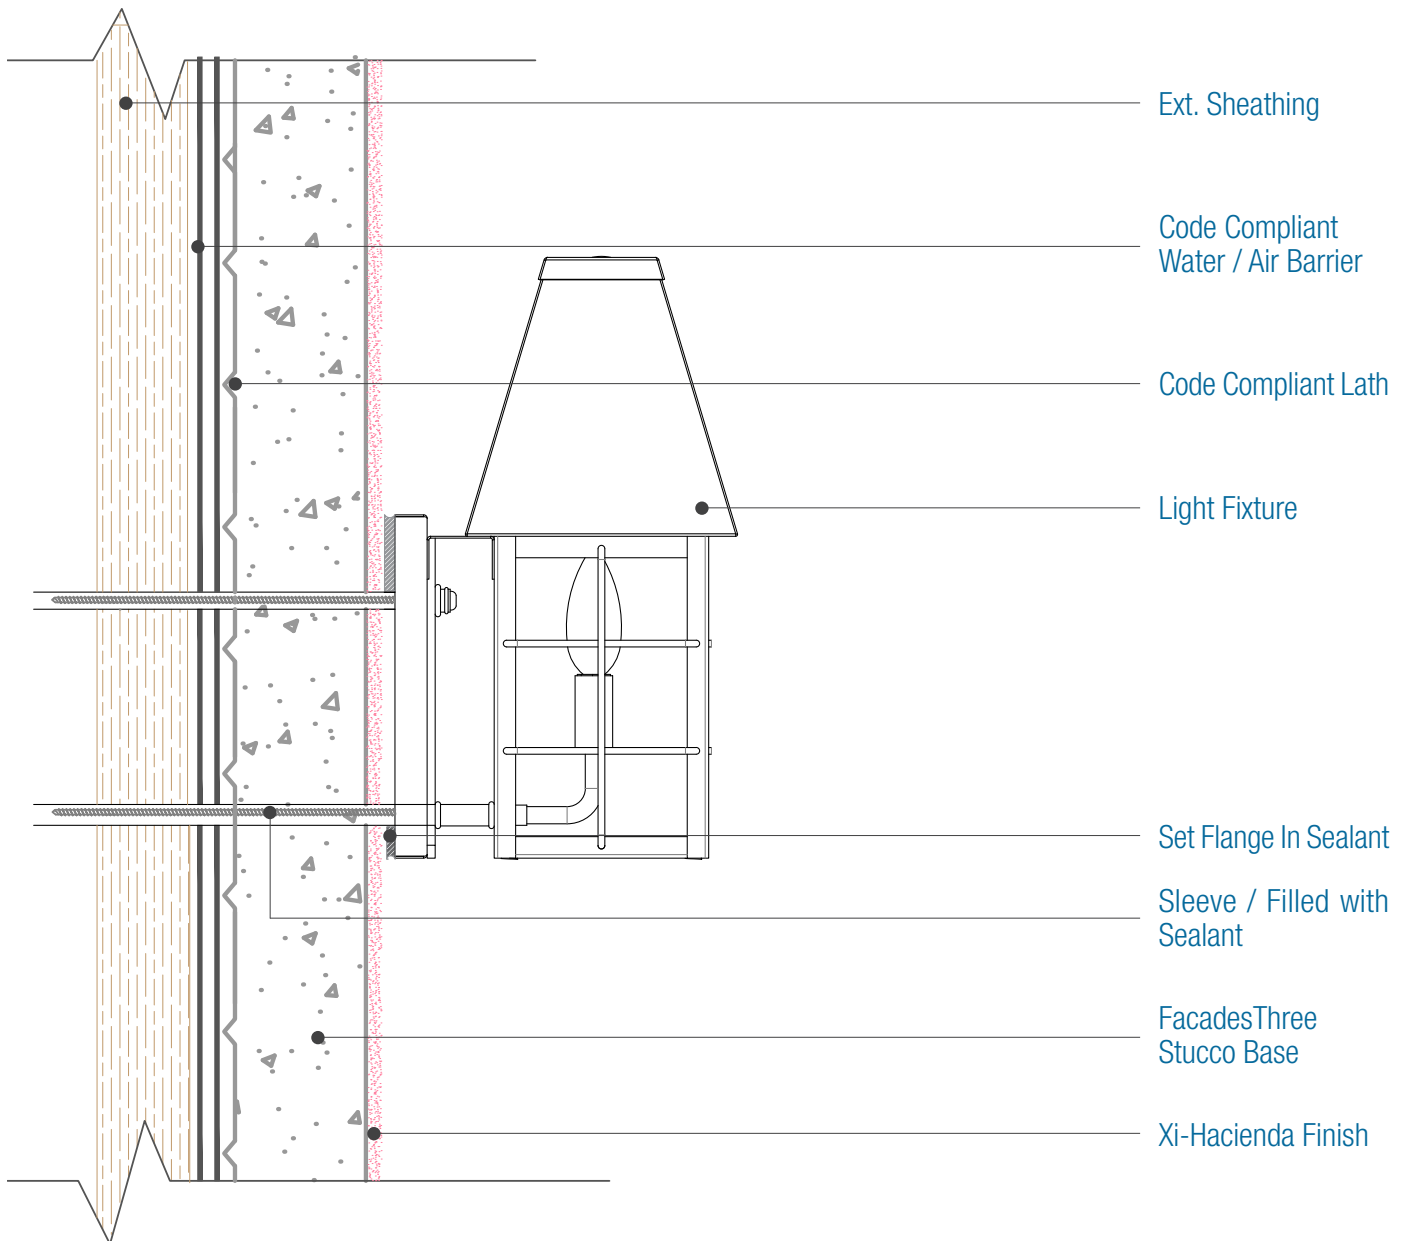 Ext. Sheathing
Code Compliant
Water / Air Barrier
Code Compliant Lath
Light Fixture
Set Flange In Sealant
Sleeve / Filled with
Sealant
FacadesThree
Stucco Base
Xi-Hacienda Finish